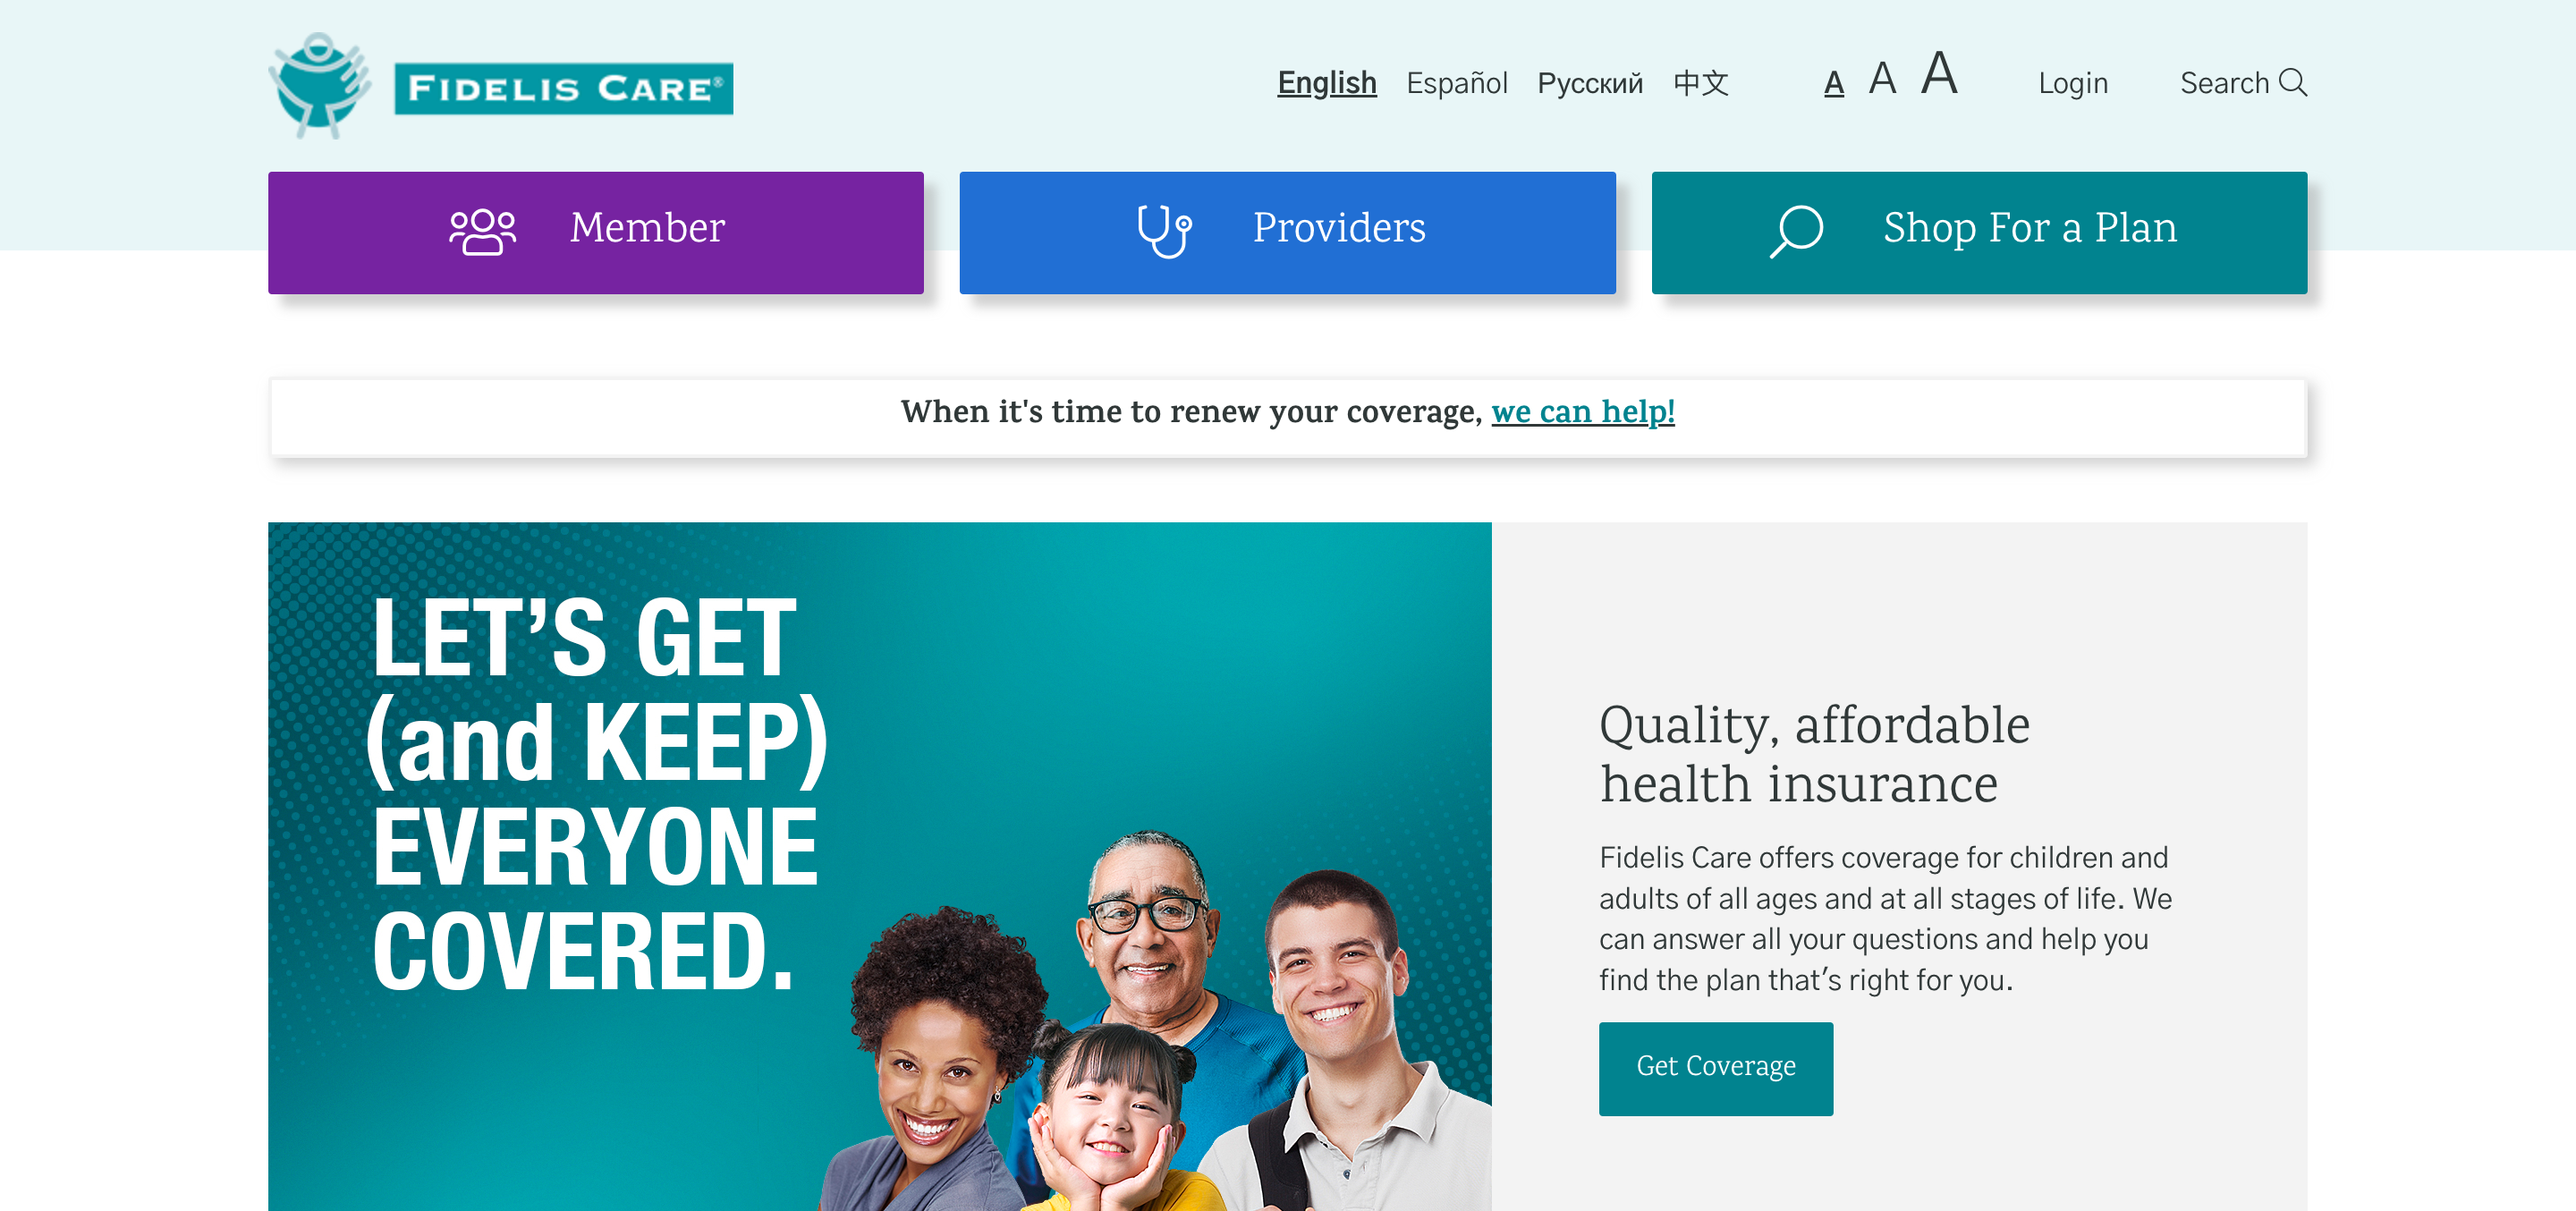 FIDELIS CARE®
English Español Русский 中文 A A A Login Search
Member
Providers
Shop For a Plan
When it's time to renew your coverage, we can help!
LET’S GET
(and KEEP)
EVERYONE
COVERED.
Quality, affordable
health insurance
Fidelis Care offers coverage for children and
adults of all ages and at all stages of life. We
can answer all your questions and help you
find the plan that’s right for you.
Get Coverage